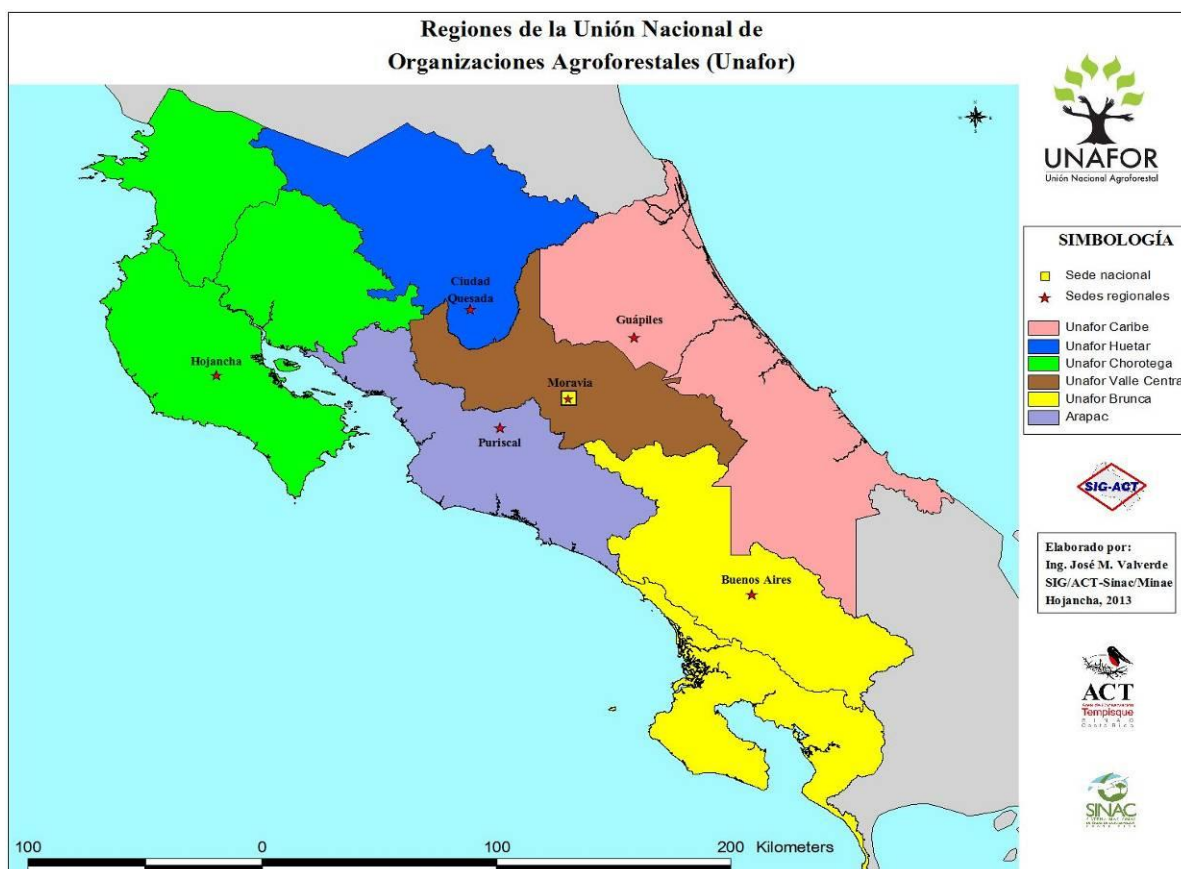 Regiones de la Unión Nacional de
Organizaciones Agroforestales (Unafor)
UNAFOR
Unión Nacional Agroforestal
SIMBOLOGÍA
Sede nacional
Sedes regionales
Unafor Caribe
Unafor Huetar
Unafor Chorotega
Unafor Valle Centra
Unafor Brunca
Arapac
Ciudad
Quesada
Guápiles
Hojancha
Moravia
Puriscal
Buenos Aires
SIG-ACT
Elaborado por:
Ing. José M. Valverde
SIG/ACT-Sinac/Minae
Hojancha, 2013
ACT
Tempisque
SINAC
Costa Rica
SINAC
100 0 100 200 Kilometers